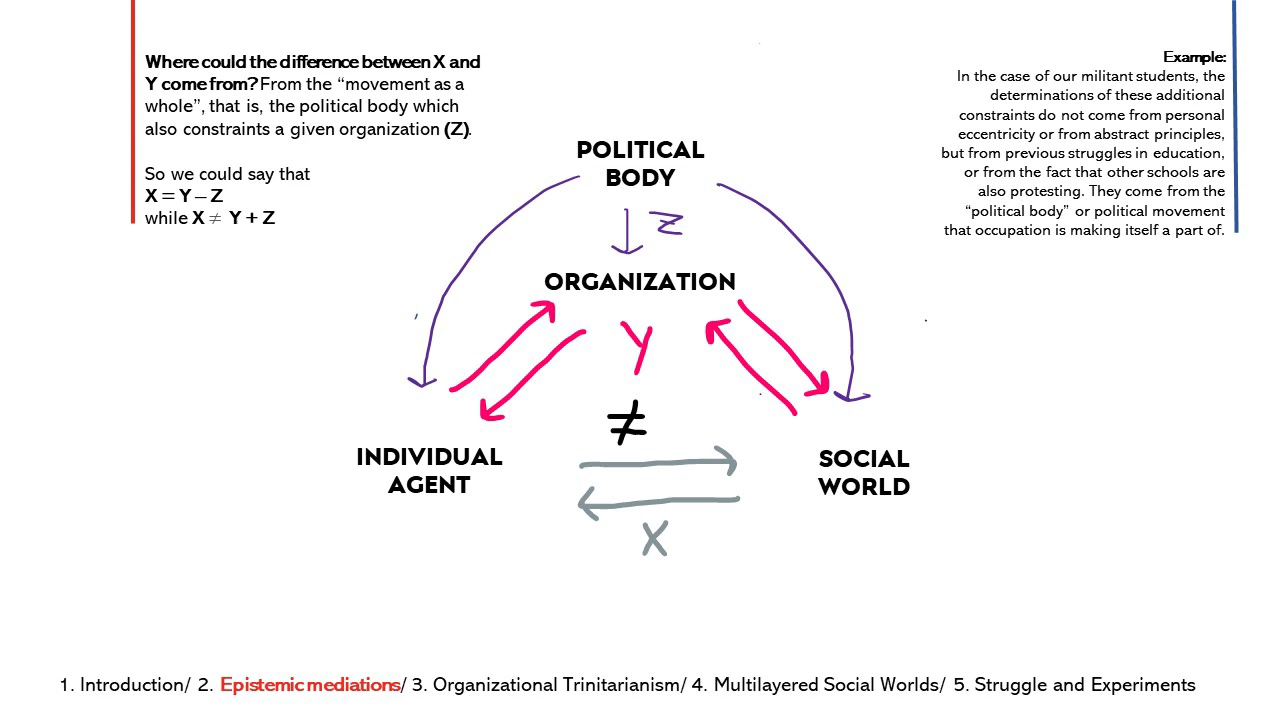 Where could the difference between X and
Y come from? From the “movement as a
whole”, that is, the political body which
also constraints a given organization (Z).
So we could say that
X = Y – Z
while X ≠ Y + Z
Example:
In the case of our militant students, the
determinations of these additional
constraints do not come from personal
eccentricity or from abstract principles,
but from previous struggles in education,
or from the fact that other schools are
also protesting. They come from the
“political body” or political movement
that occupation is making itself a part of.
POLITICAL
BODY
Z
ORGANIZATION
Y
≠
INDIVIDUAL
AGENT
SOCIAL
WORLD
X
1. Introduction/ 2. Epistemic mediations/ 3. Organizational Trinitarianism/ 4. Multilayered Social Worlds/ 5. Struggle and Experiments